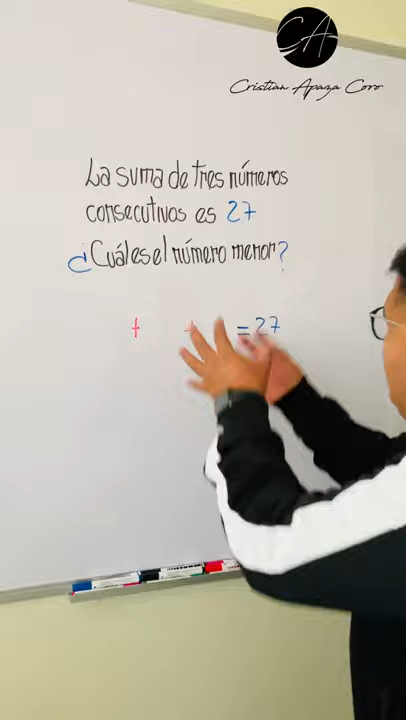 CA
Cristian Apaza Coro
La suma de tres números
consecutivos es 27
¿Cuál es el número menor?
+ + = 27